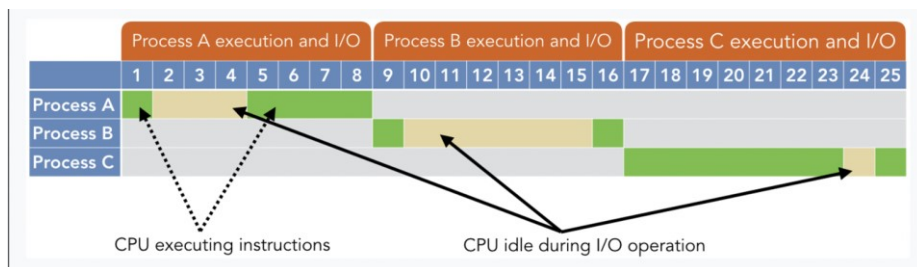 Process A execution and I/O Process B execution and I/O Process C execution and I/O
1 2 3 4 5 6 7 8 9 10 11 12 13 14 15 16 17 18 19 20 21 22 23 24 25
Process A
Process B
Process C
CPU executing instructions CPU idle during I/O operation